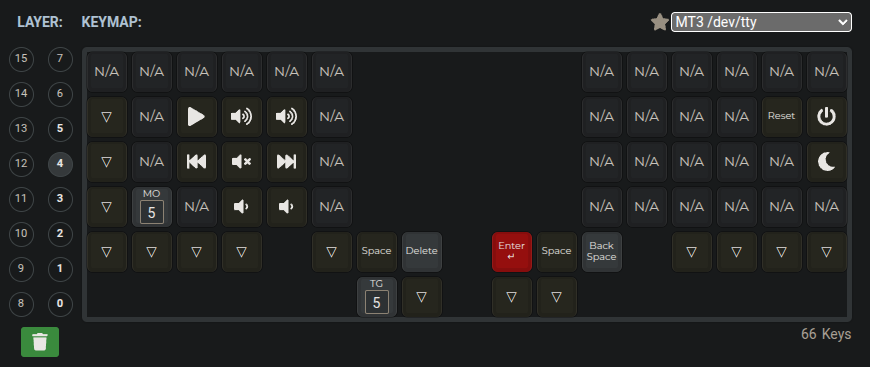 LAYER: KEYMAP: MT3 /dev/tty
15 7 N/A N/A N/A N/A N/A N/A N/A N/A N/A N/A N/A N/A
14 6
13 5 N/A N/A N/A N/A N/A N/A Reset
12 4 N/A N/A N/A N/A N/A N/A N/A
11 3 MO 5 N/A N/A N/A N/A N/A N/A N/A N/A
10 2
9 1 Space Delete Enter ↵ Space Back Space
8 0 TG 5
66 Keys